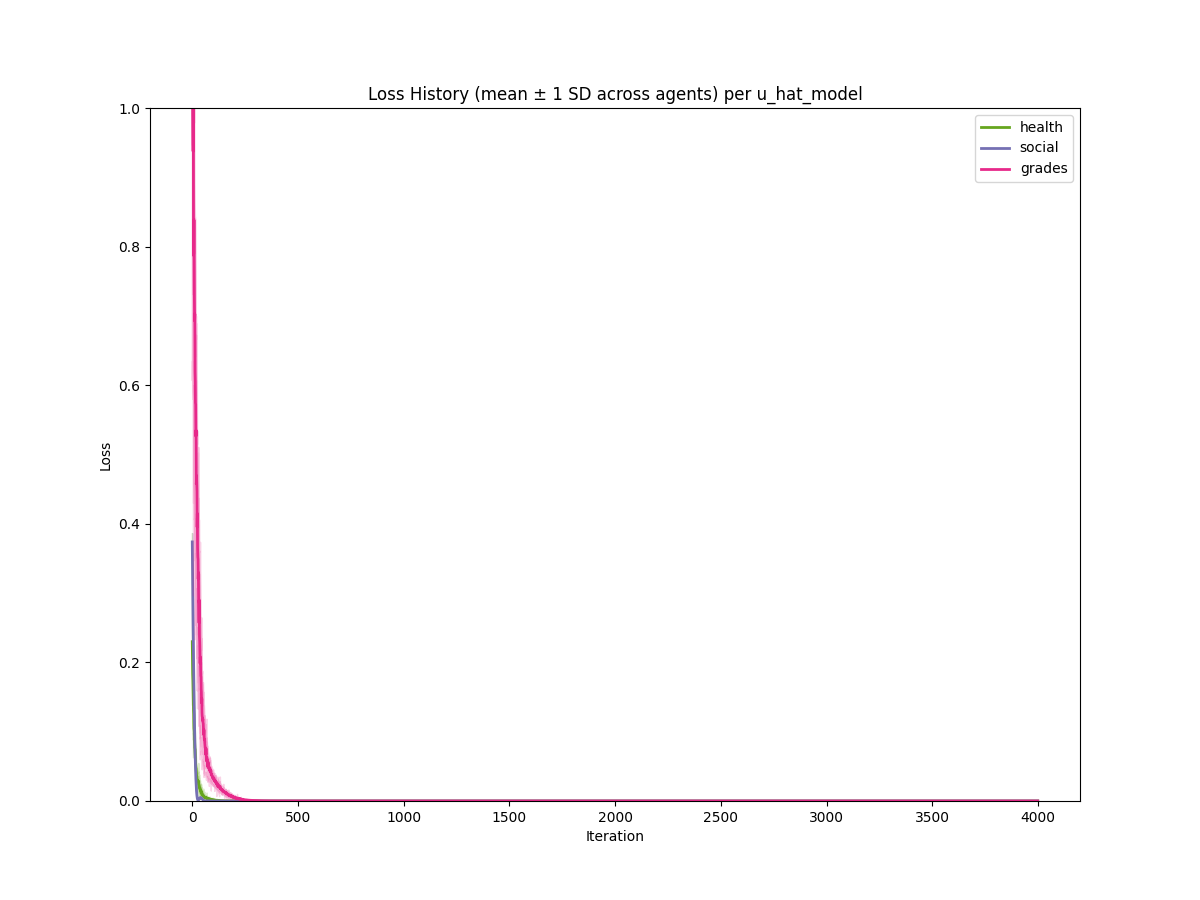 Loss History (mean ± 1 SD across agents) per u_hat_model
1.0
0.8
0.6
0.4
0.2
0.0
Loss
health
social
grades
0 500 1000 1500 2000 2500 3000 3500 4000
Iteration